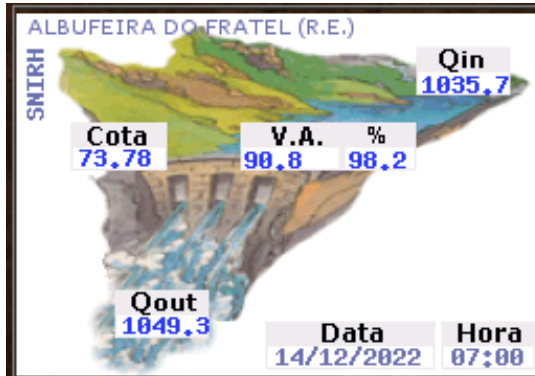 ALBUFEIRA DO FRATEL (R.E.)
SNIRH
Qin
1035.7
Cota
73.78
V.A. %
90.8 98.2
Qout
1049.3
Data Hora
14/12/2022 07:00